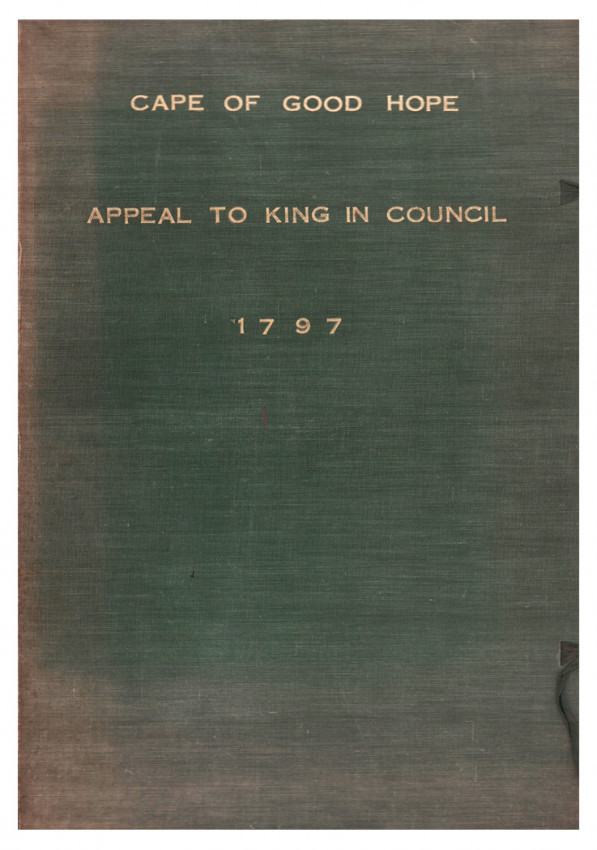 CAPE OF GOOD HOPE
APPEAL TO KING IN COUNCIL
1797